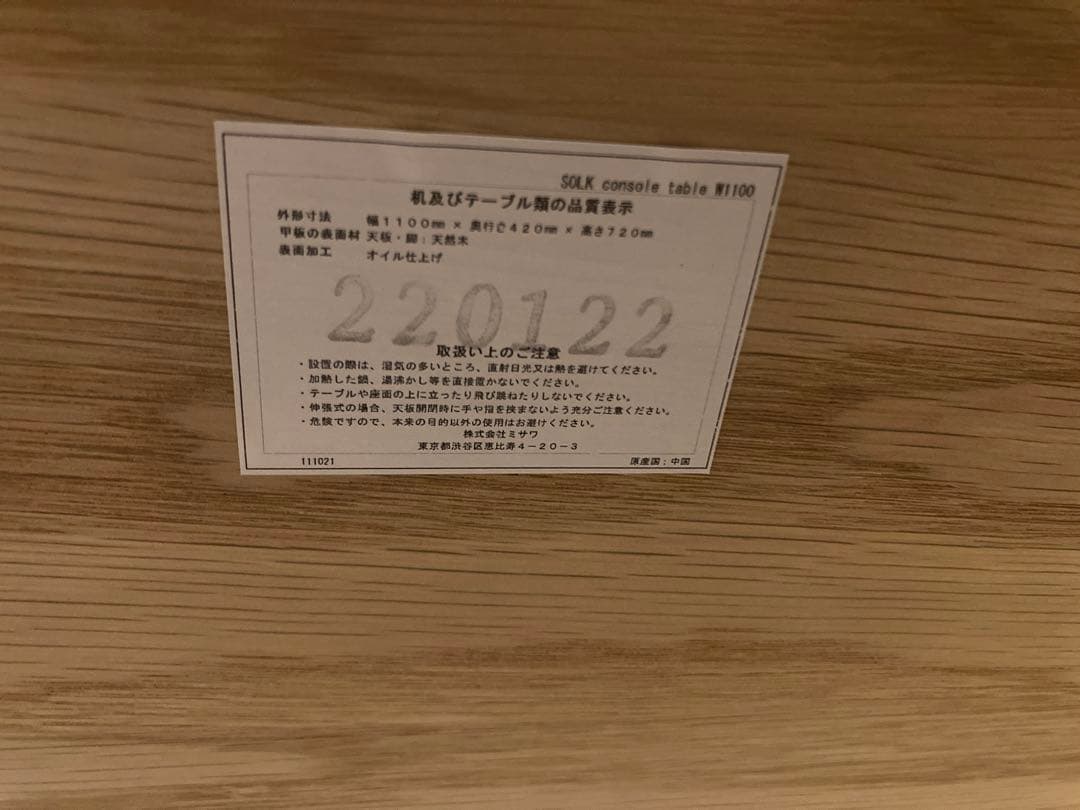 SOLK console table W1100
机及びテーブル類の品質表示
外形寸法 幅1100mm × 奥行き420mm × 高さ720mm
甲板の表面材 天板・脚：天然木
表面加工 オイル仕上げ
220122
取扱い上のご注意
・設置の際は、湿気の多いところ、直射日光又は熱を避けてください。
・加熱した鍋、湯沸かし等を直接置かないでください。
・テーブルや座面の上に立ったり飛び跳ねたりしないでください。
・伸張式の場合、天板開閉時に手や指を挟まないよう充分ご注意ください。
・危険ですので、本来の目的以外の使用はお避けください。
株式会社ミサワ
東京都渋谷区恵比寿4－20－3
111021 原産国：中国